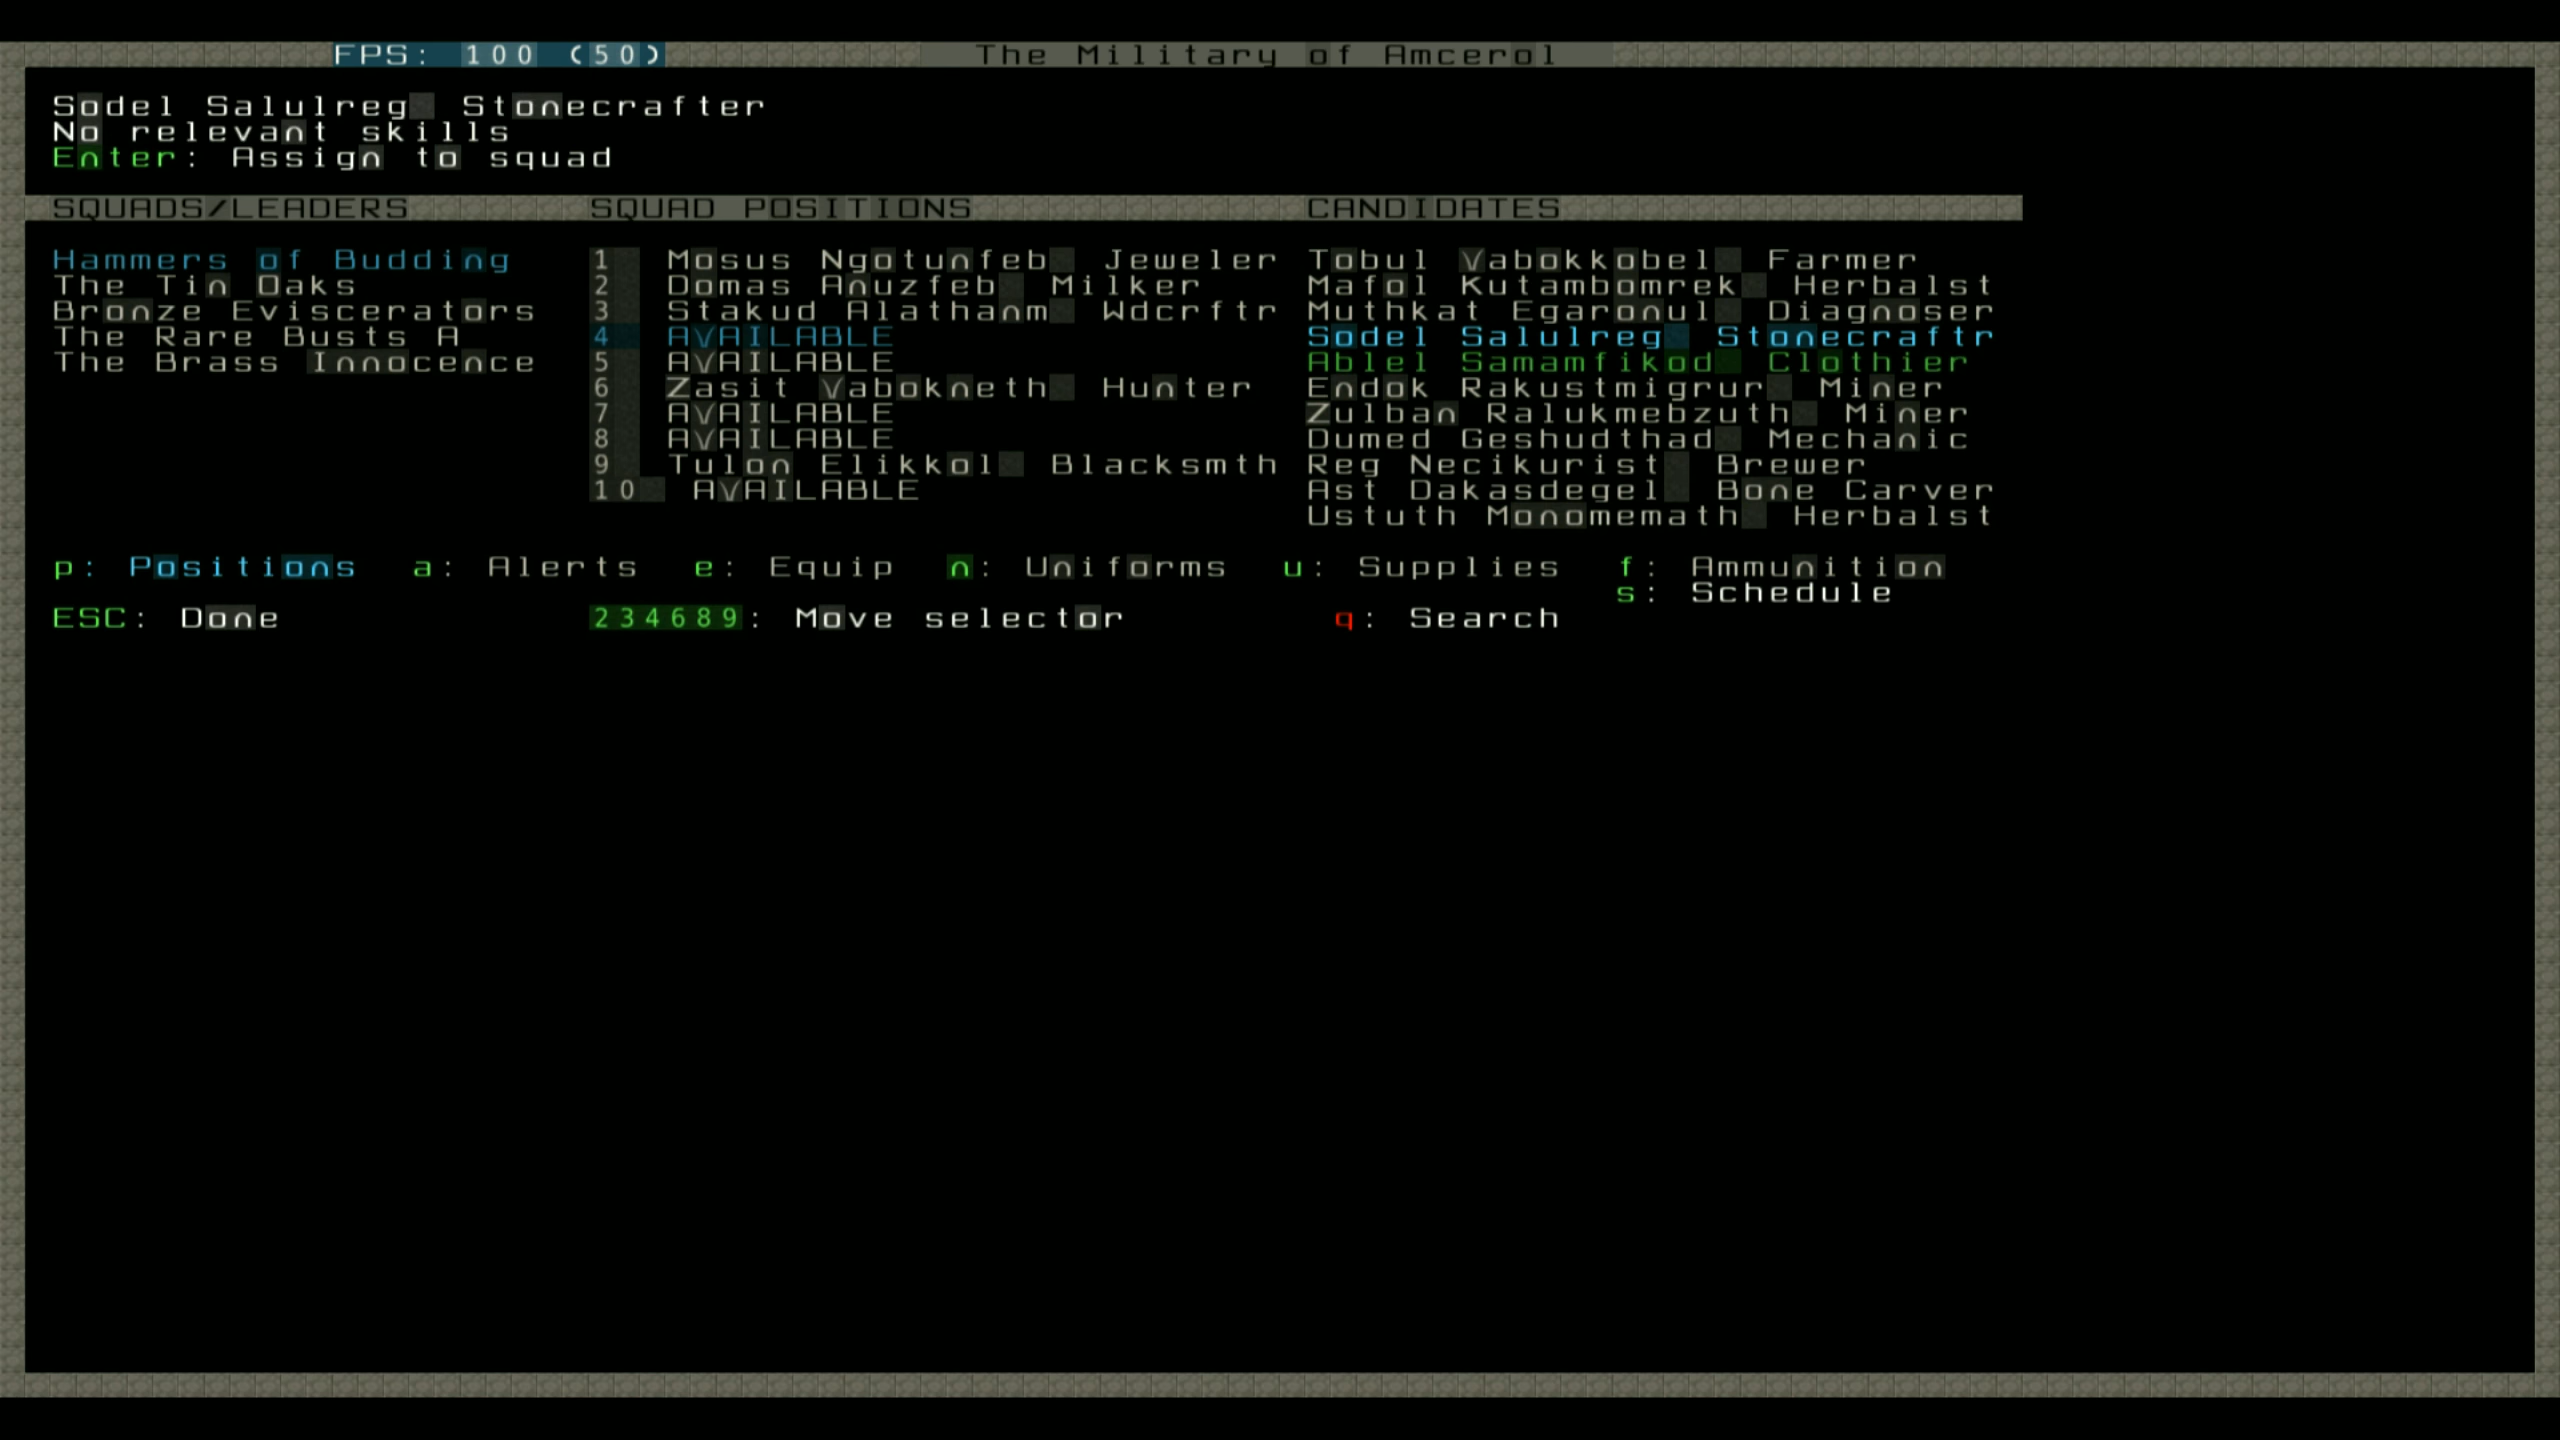 FPS: 100 (50) The Military of Amcerol
Sodel Salulreg Stonecrafter
No relevant skills
Enter: Assign to squad
SQUADS/LEADERS SQUAD POSITIONS CANDIDATES
Hammers of Budding 1 Mosus Ngotunfeb Jeweler Tobul Vabokkobel Farmer
The Tin Oaks 2 Domas Anuzfeb Milker Mafol Kutambomrek Herbalst
Bronze Eviscerators 3 Stakud Alathanm Wdcrftr Muthkat Egaronul Diagnoser
The Rare Busts A 4 AVAILABLE Sodel Salulreg Stonecraftr
The Brass Innocence 5 AVAILABLE Ablel Samamfikod Clothier
6 Zasit Vabokneth Hunter Endok Rakustmigrur Miner
7 AVAILABLE Zulban Ralukmebzuth Miner
8 AVAILABLE Dumed Geshudthad Mechanic
9 Tulon Elikkol Blacksmth Reg Necikurist Brewer
10 AVAILABLE Ast Dakasdegel Bone Carver
Ustuth Monomemath Herbalst
p: Positions a: Alerts e: Equip n: Uniforms u: Supplies f: Ammunition
s: Schedule
ESC: Done 234689: Move selector q: Search